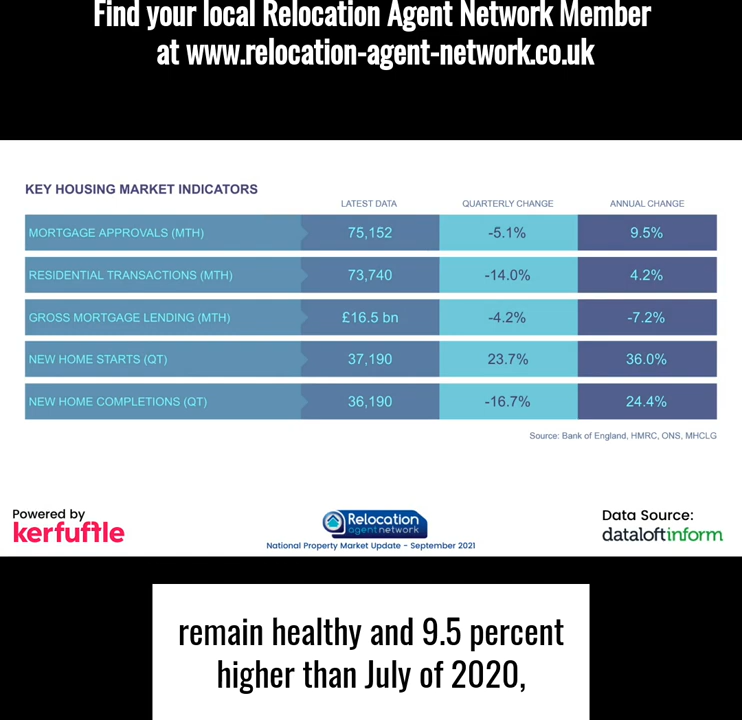 Find your local Relocation Agent Network Member
at www.relocation-agent-network.co.uk
KEY HOUSING MARKET INDICATORS
LATEST DATA QUARTERLY CHANGE ANNUAL CHANGE
MORTGAGE APPROVALS (MTH) 75,152 -5.1% 9.5%
RESIDENTIAL TRANSACTIONS (MTH) 73,740 -14.0% 4.2%
GROSS MORTGAGE LENDING (MTH) £16.5 bn -4.2% -7.2%
NEW HOME STARTS (QT) 37,190 23.7% 36.0%
NEW HOME COMPLETIONS (QT) 36,190 -16.7% 24.4%
Source: Bank of England, HMRC, ONS, MHCLG
Powered by
kerfuffle
Relocation
agentnetwork
National Property Market Update - September 2021
Data Source:
dataloftinform
remain healthy and 9.5 percent
higher than July of 2020,